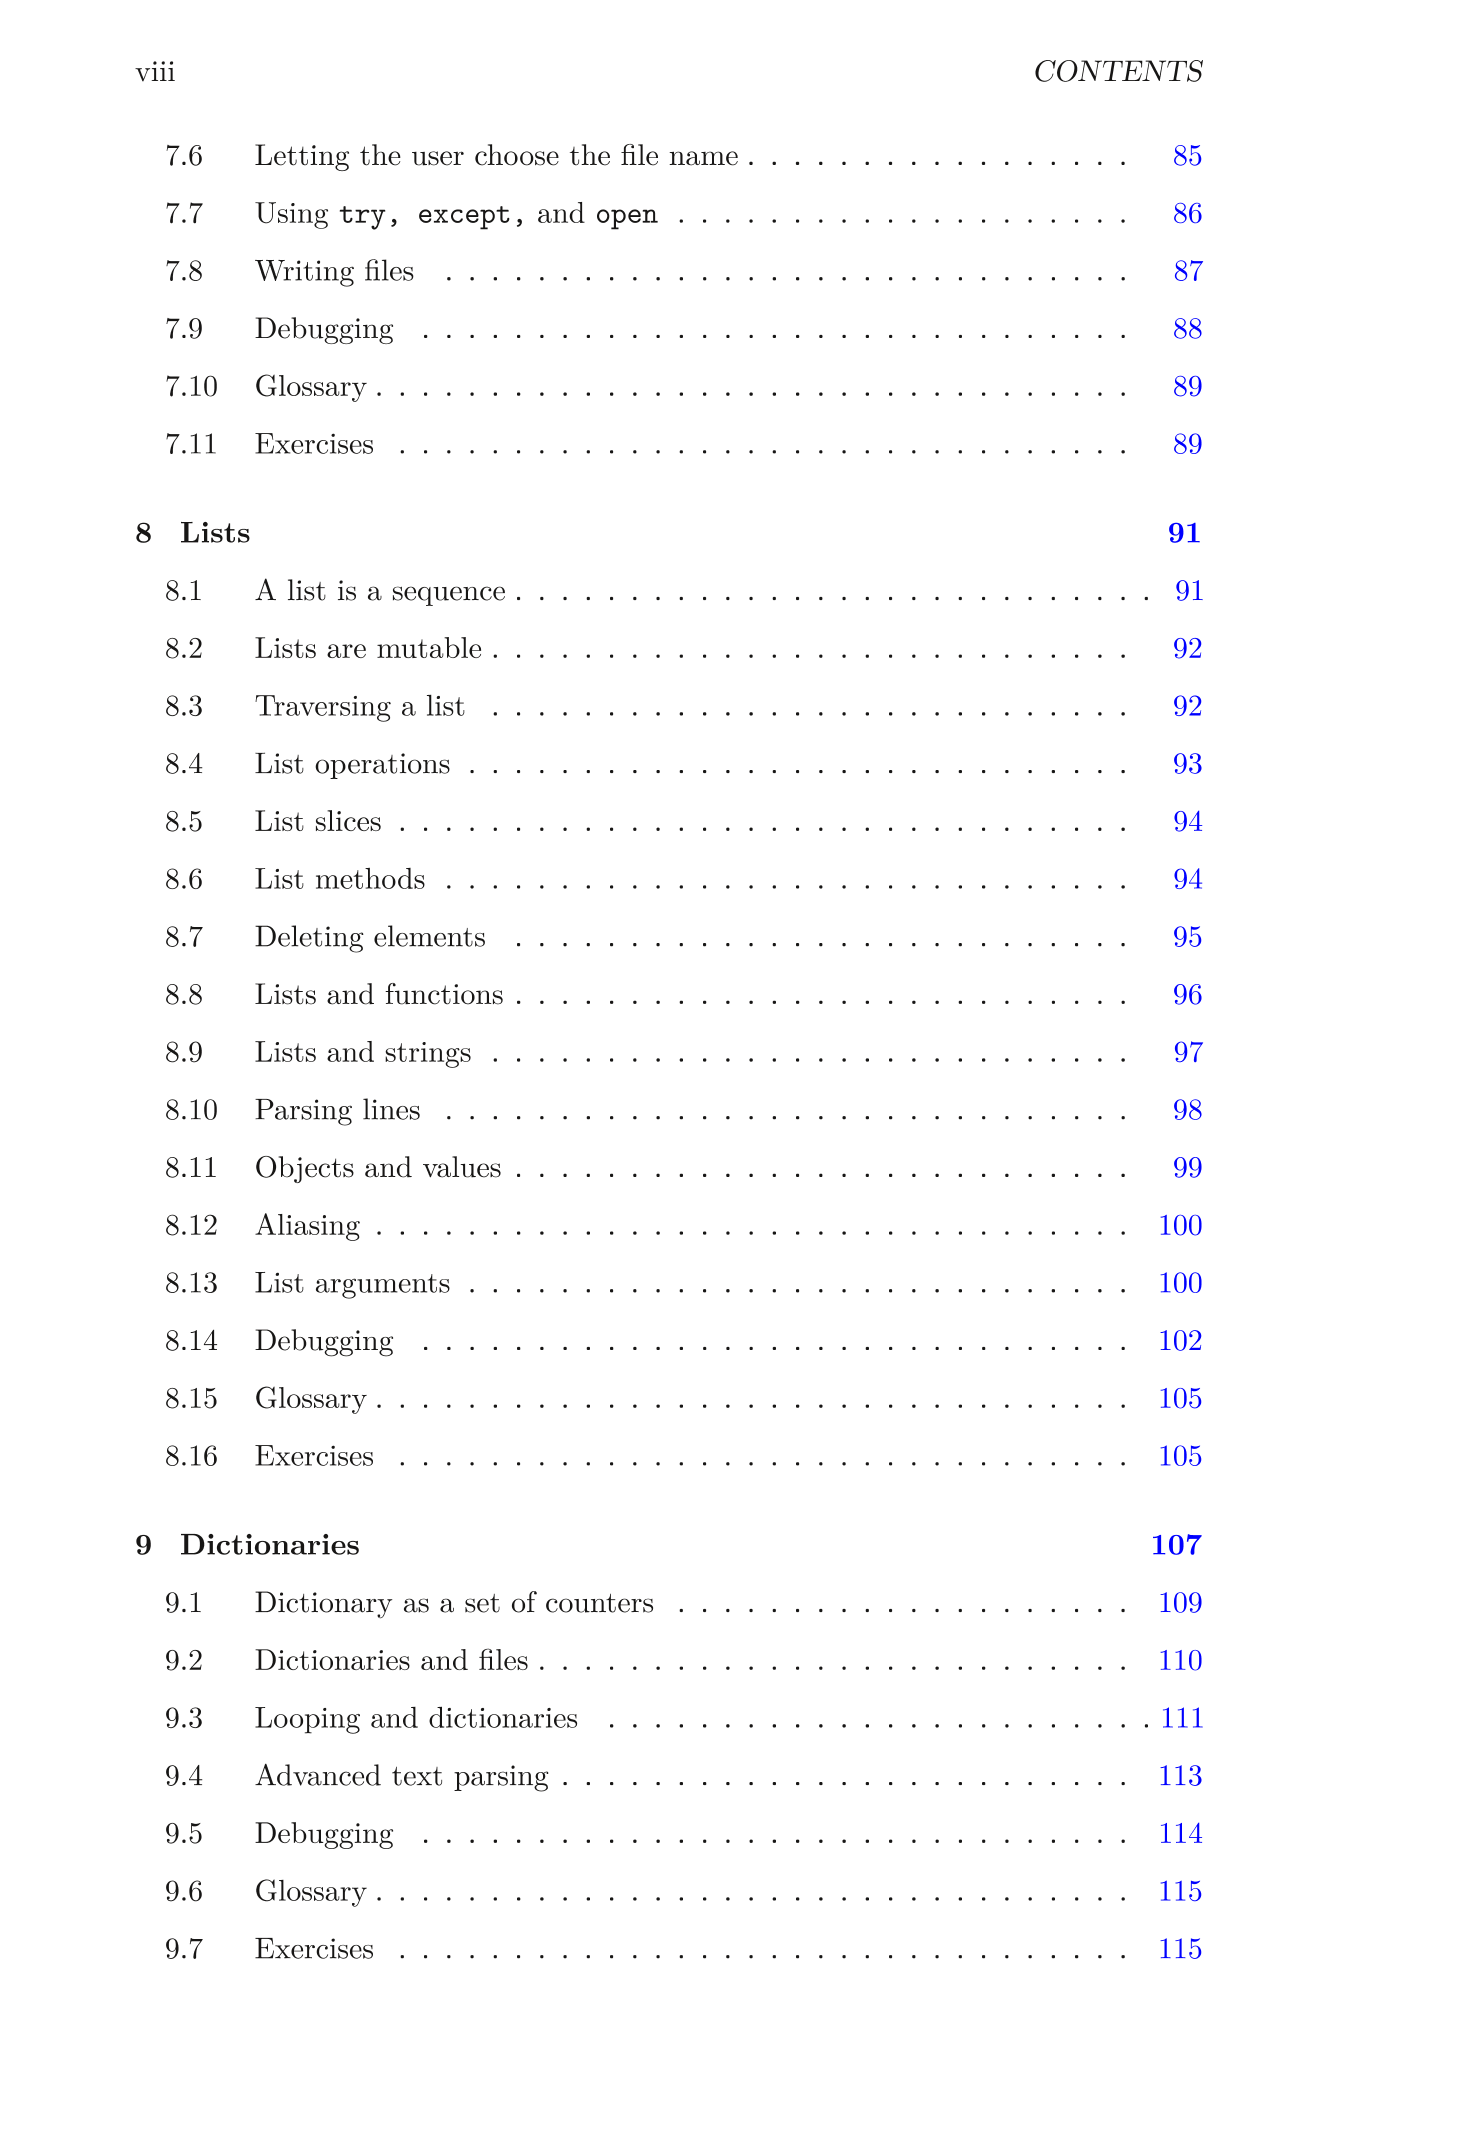 viii CONTENTS
7.6 Letting the user choose the file name . . . . . . . . . . . . . . . . . 85
7.7 Using try, except, and open . . . . . . . . . . . . . . . . . . . . 86
7.8 Writing files . . . . . . . . . . . . . . . . . . . . . . . . . . . . . . 87
7.9 Debugging . . . . . . . . . . . . . . . . . . . . . . . . . . . . . . . 88
7.10 Glossary . . . . . . . . . . . . . . . . . . . . . . . . . . . . . . . . . 89
7.11 Exercises . . . . . . . . . . . . . . . . . . . . . . . . . . . . . . . . 89
8 Lists 91
8.1 A list is a sequence . . . . . . . . . . . . . . . . . . . . . . . . . . . . 91
8.2 Lists are mutable . . . . . . . . . . . . . . . . . . . . . . . . . . . . 92
8.3 Traversing a list . . . . . . . . . . . . . . . . . . . . . . . . . . . . 92
8.4 List operations . . . . . . . . . . . . . . . . . . . . . . . . . . . . . 93
8.5 List slices . . . . . . . . . . . . . . . . . . . . . . . . . . . . . . . . 94
8.6 List methods . . . . . . . . . . . . . . . . . . . . . . . . . . . . . . 94
8.7 Deleting elements . . . . . . . . . . . . . . . . . . . . . . . . . . . 95
8.8 Lists and functions . . . . . . . . . . . . . . . . . . . . . . . . . . . 96
8.9 Lists and strings . . . . . . . . . . . . . . . . . . . . . . . . . . . . 97
8.10 Parsing lines . . . . . . . . . . . . . . . . . . . . . . . . . . . . . . 98
8.11 Objects and values . . . . . . . . . . . . . . . . . . . . . . . . . . . 99
8.12 Aliasing . . . . . . . . . . . . . . . . . . . . . . . . . . . . . . . . . 100
8.13 List arguments . . . . . . . . . . . . . . . . . . . . . . . . . . . . . 100
8.14 Debugging . . . . . . . . . . . . . . . . . . . . . . . . . . . . . . . 102
8.15 Glossary . . . . . . . . . . . . . . . . . . . . . . . . . . . . . . . . . 105
8.16 Exercises . . . . . . . . . . . . . . . . . . . . . . . . . . . . . . . . 105
9 Dictionaries 107
9.1 Dictionary as a set of counters . . . . . . . . . . . . . . . . . . . . 109
9.2 Dictionaries and files . . . . . . . . . . . . . . . . . . . . . . . . . . 110
9.3 Looping and dictionaries . . . . . . . . . . . . . . . . . . . . . . . . 111
9.4 Advanced text parsing . . . . . . . . . . . . . . . . . . . . . . . . . 113
9.5 Debugging . . . . . . . . . . . . . . . . . . . . . . . . . . . . . . . 114
9.6 Glossary . . . . . . . . . . . . . . . . . . . . . . . . . . . . . . . . . 115
9.7 Exercises . . . . . . . . . . . . . . . . . . . . . . . . . . . . . . . . 115